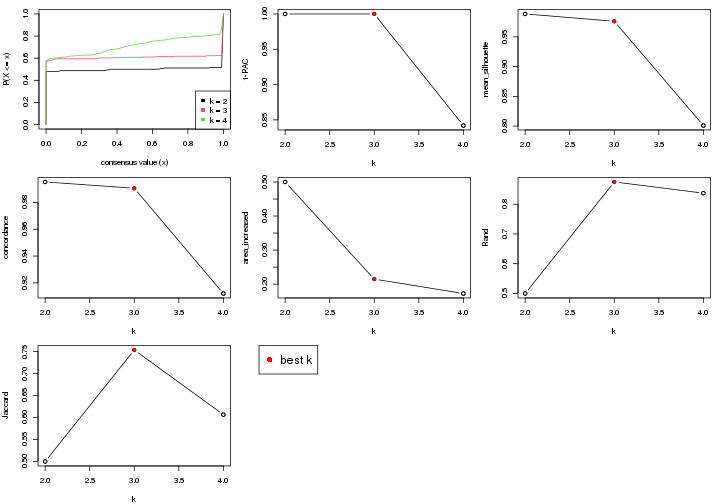 P(X <= x)
0.0 0.2 0.4 0.6 0.8 1.0
0.0 0.2 0.4 0.6 0.8 1.0
consensus value (x)
k = 2
k = 3
k = 4
1-PAC
0.85 0.90 0.95 1.00
2.0 2.5 3.0 3.5 4.0
k
mean_silhouette
0.80 0.85 0.90 0.95
2.0 2.5 3.0 3.5 4.0
k
concordance
0.92 0.94 0.96 0.98
2.0 2.5 3.0 3.5 4.0
k
area_increased
0.20 0.30 0.40 0.50
2.0 2.5 3.0 3.5 4.0
k
Rand
0.5 0.6 0.7 0.8
2.0 2.5 3.0 3.5 4.0
k
Jaccard
0.50 0.55 0.60 0.65 0.70 0.75
2.0 2.5 3.0 3.5 4.0
k
best k